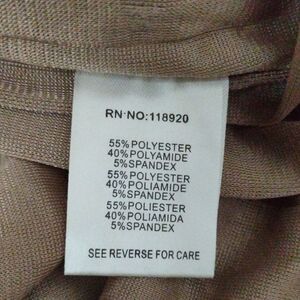 RN NO:118920
55% POLYESTER
40% POLYAMIDE
5% SPANDEX
55% POLYESTER
40% POLIAMIDE
5% SPANDEX
55% POLIESTER
40% POLIAMIDA
5% SPANDEX
SEE REVERSE FOR CARE